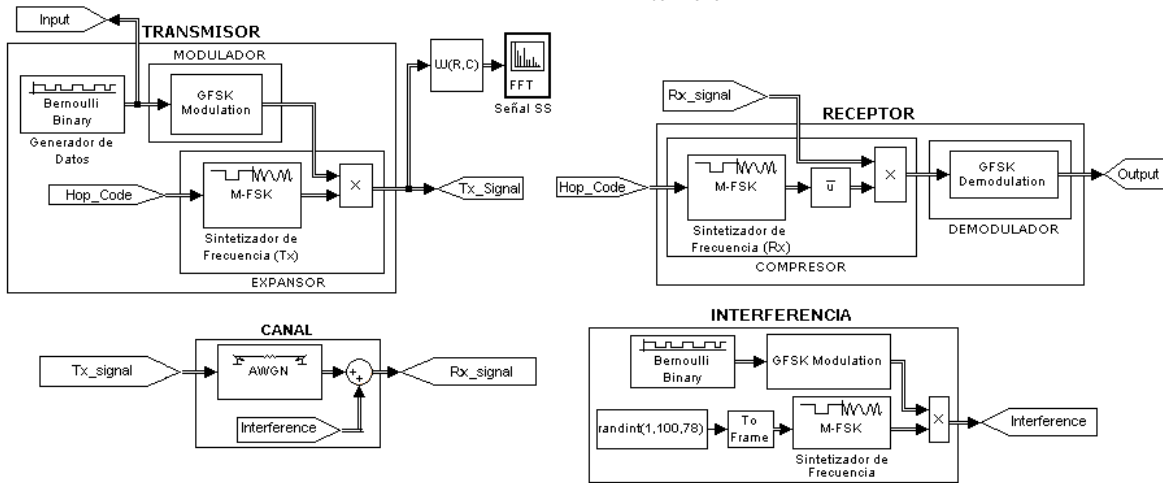 Input
TRANSMISOR
MODULADOR
Bernoulli
Binary
Generador de
Datos
GFSK
Modulation
Hop_Code
M-FSK
Sintetizador de
Frecuencia (Tx)
×
EXPANSOR
Tx_Signal
(R,C)
FFT
Señal SS
Rx_signal
RECEPTOR
Hop_Code
M-FSK
Sintetizador de
Frecuencia (Rx)
u
×
COMPRESOR
GFSK
Demodulation
DEMODULADOR
Output
CANAL
Tx_signal
AWGN
Interference
+
+
Rx_signal
INTERFERENCIA
Bernoulli
Binary
GFSK Modulation
randint(1,100,78)
To
Frame
M-FSK
Sintetizador de
Frecuencia
×
Interference